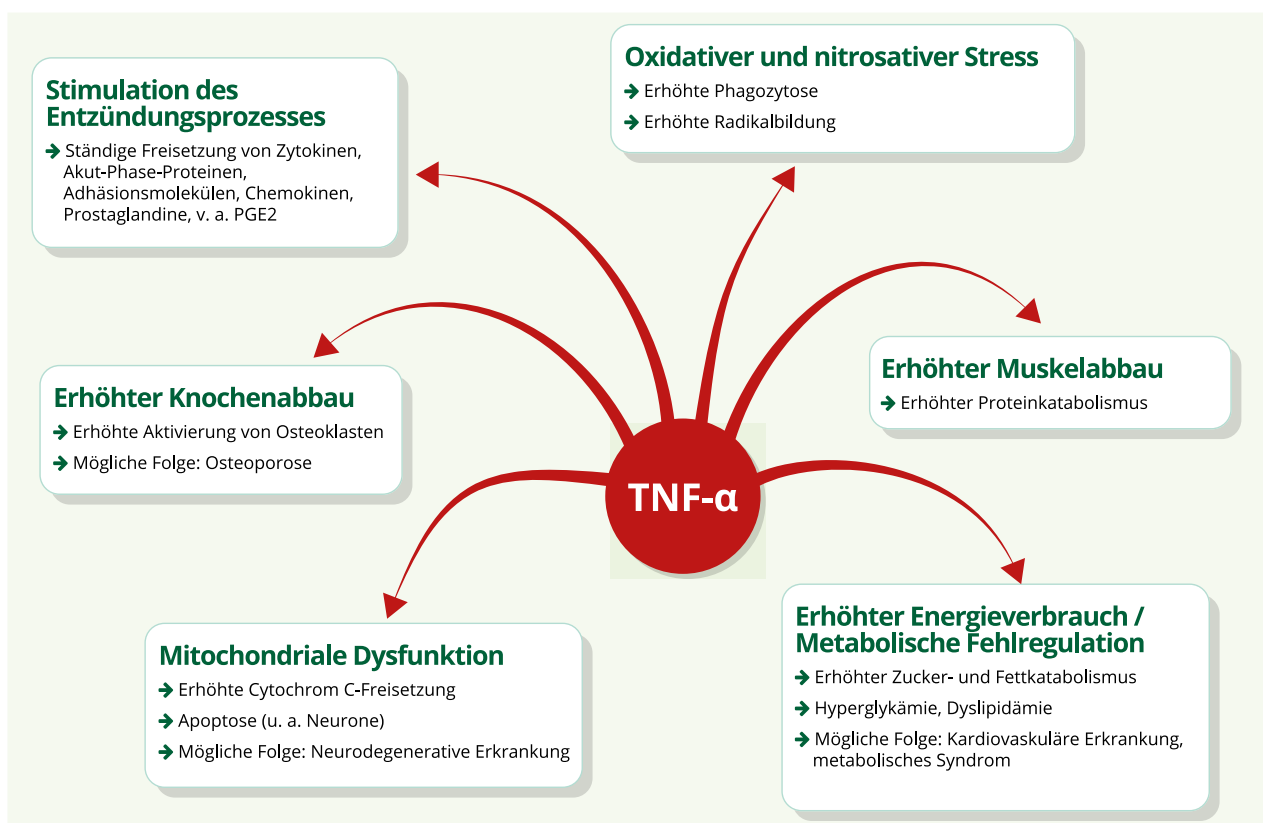 Stimulation des
Entzündungsprozesses
➔ Ständige Freisetzung von Zytokinen,
Akut-Phase-Proteinen,
Adhäsionsmolekülen, Chemokinen,
Prostaglandine, v. a. PGE2
Oxidativer und nitrosativer Stress
➔ Erhöhte Phagozytose
➔ Erhöhte Radikalbildung
Erhöhter Knochenabbau
➔ Erhöhte Aktivierung von Osteoklasten
➔ Mögliche Folge: Osteoporose
Erhöhter Muskelabbau
➔ Erhöhter Proteinkatabolismus
TNF-α
Mitochondriale Dysfunktion
➔ Erhöhte Cytochrom C-Freisetzung
➔ Apoptose (u. a. Neurone)
➔ Mögliche Folge: Neurodegenerative Erkrankung
Erhöhter Energieverbrauch /
Metabolische Fehlregulation
➔ Erhöhter Zucker- und Fettkatabolismus
➔ Hyperglykämie, Dyslipidämie
➔ Mögliche Folge: Kardiovaskuläre Erkrankung,
metabolisches Syndrom